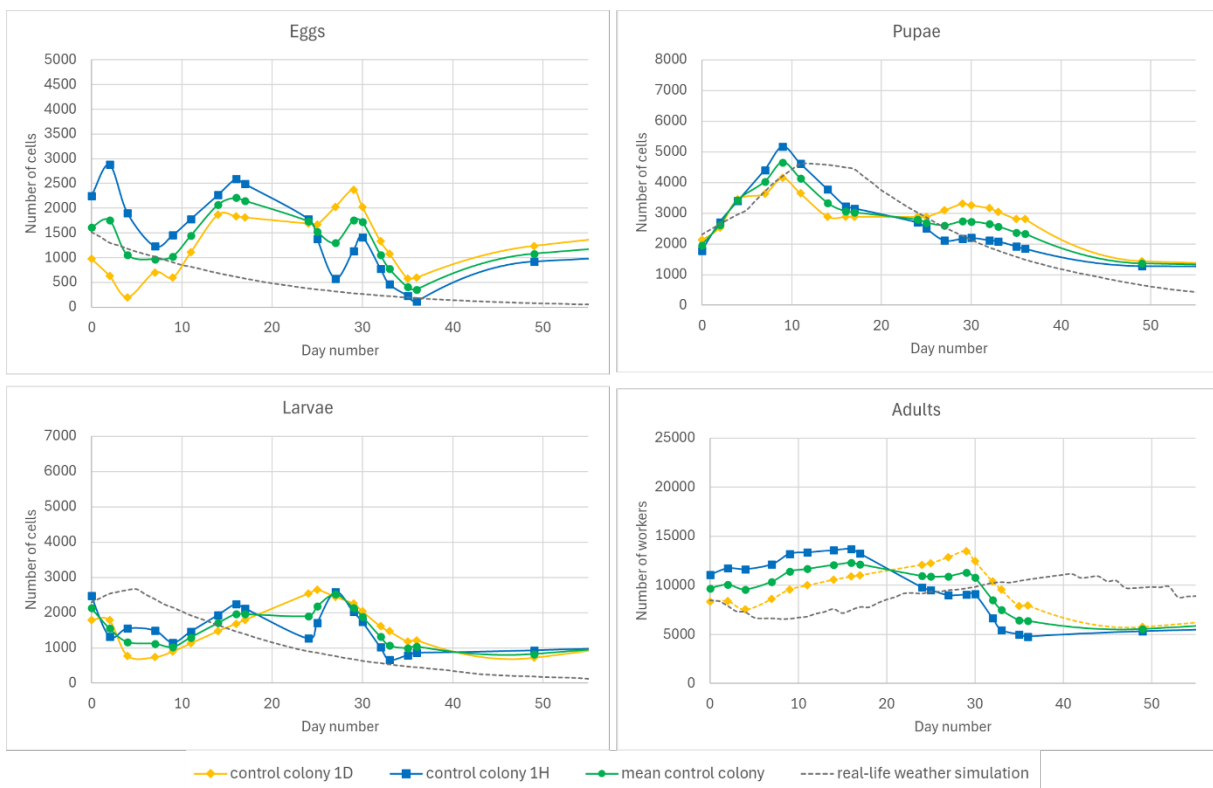 Eggs
5000
4500
4000
3500
3000
2500
2000
1500
1000
500
0
Number of cells
0 10 20 30 40 50
Day number
Pupae
8000
7000
6000
5000
4000
3000
2000
1000
0
Number of cells
0 10 20 30 40 50
Day number
Larvae
7000
6000
5000
4000
3000
2000
1000
0
Number of cells
0 10 20 30 40 50
Day number
Adults
25000
20000
15000
10000
5000
0
Number of workers
0 10 20 30 40 50
Day number
control colony 1D control colony 1H mean control colony real-life weather simulation